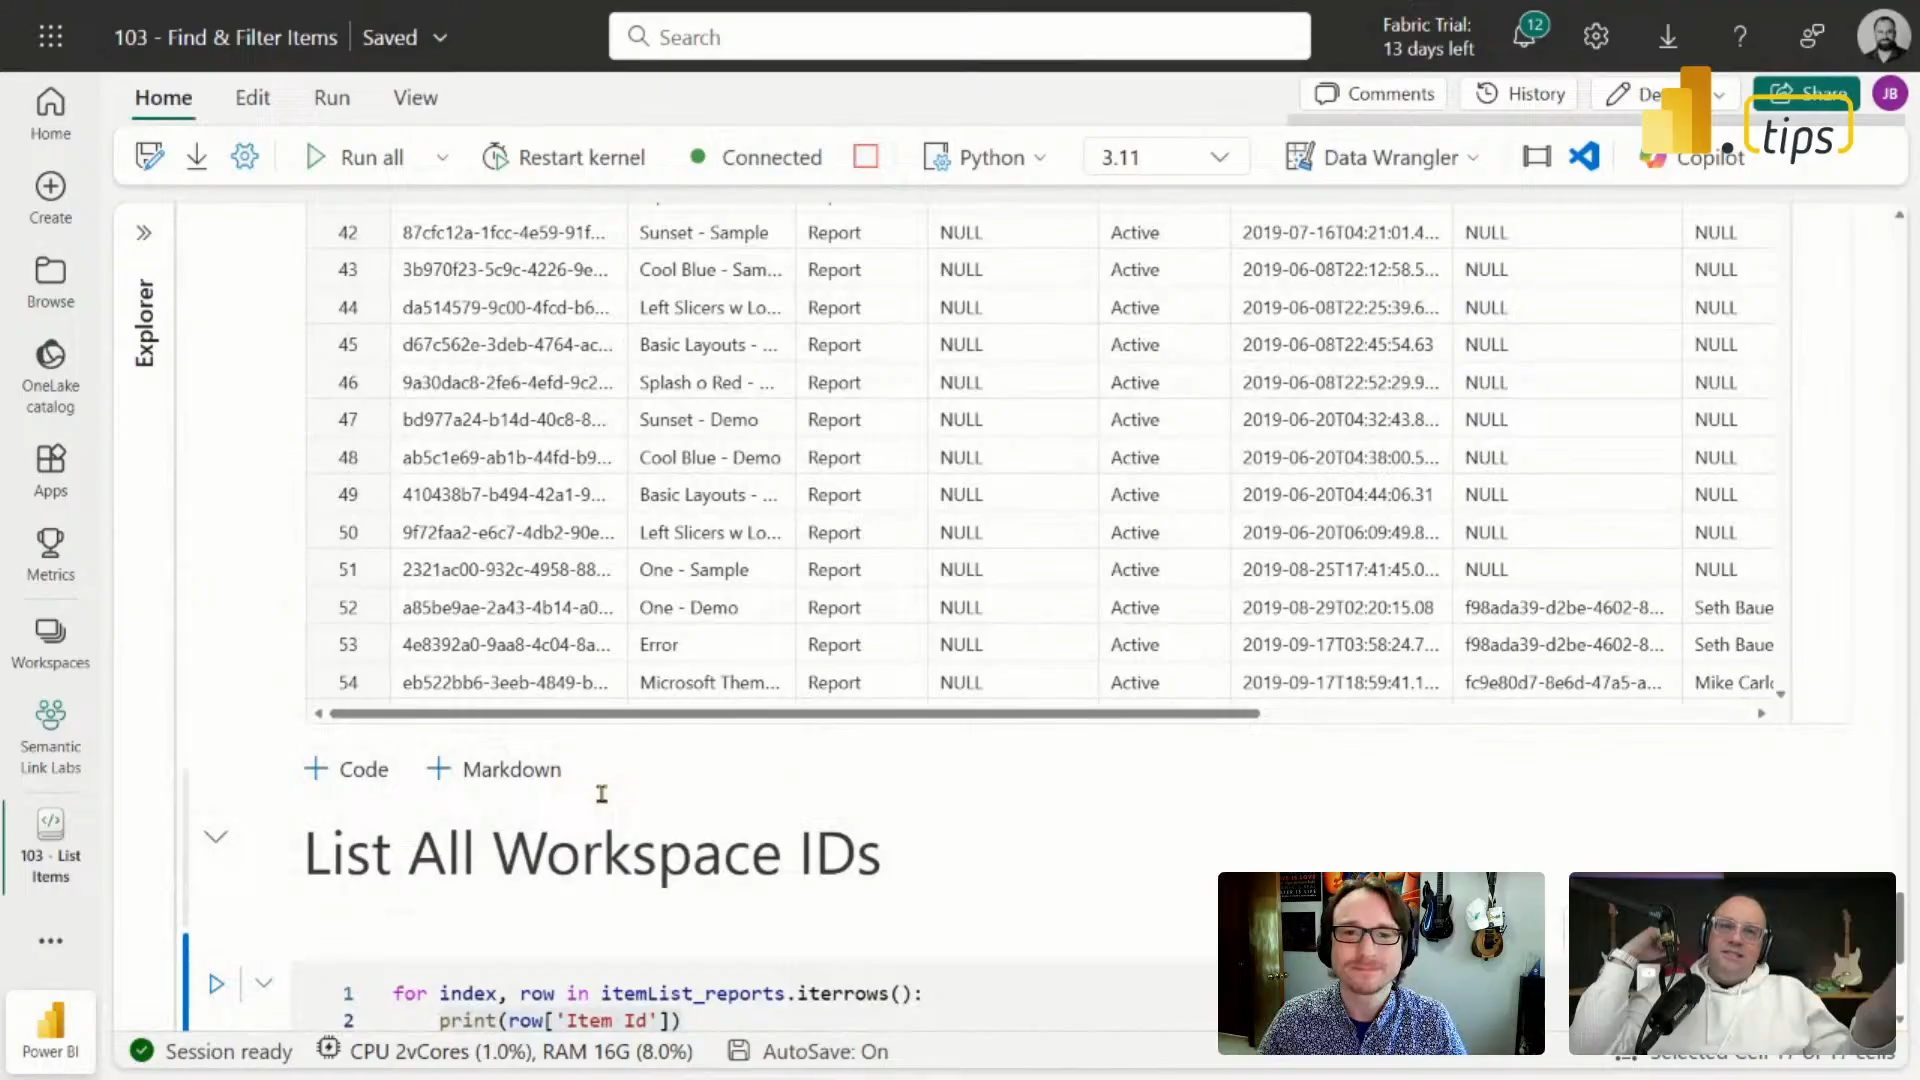 103 - Find & Filter Items
Saved
Search
Fabric Trial:
13 days left
12
Home
Edit
Run
View
Comments
History
De
Share
JB
tips
Run all
Restart kernel
Connected
Python
3.11
Data Wrangler
Copilot
Home
Create
Browse
OneLake
catalog
Apps
Metrics
Workspaces
Semantic
Link Labs
103 - List
Items
Power BI
Explorer
42 87cfc12a-1fcc-4e59-91f... Sunset - Sample Report NULL Active 2019-07-16T04:21:01.4... NULL NULL
43 3b970f23-5c9c-4226-9e... Cool Blue - Sam... Report NULL Active 2019-06-08T22:12:58.5... NULL NULL
44 da514579-9c00-4fcd-b6... Left Slicers w Lo... Report NULL Active 2019-06-08T22:25:39.6... NULL NULL
45 d67c562e-3deb-4764-ac... Basic Layouts - ... Report NULL Active 2019-06-08T22:45:54.63 NULL NULL
46 9a30dac8-2fe6-4efd-9c2... Splash o Red - ... Report NULL Active 2019-06-08T22:52:29.9... NULL NULL
47 bd977a24-b14d-40c8-8... Sunset - Demo Report NULL Active 2019-06-20T04:32:43.8... NULL NULL
48 ab5c1e69-ab1b-44fd-b9... Cool Blue - Demo Report NULL Active 2019-06-20T04:38:00.5... NULL NULL
49 410438b7-b494-42a1-9... Basic Layouts - ... Report NULL Active 2019-06-20T04:44:06.31 NULL NULL
50 9f72faa2-e6c7-4db2-90e... Left Slicers w Lo... Report NULL Active 2019-06-20T06:09:49.8... NULL NULL
51 2321ac00-932c-4958-88... One - Sample Report NULL Active 2019-08-25T17:41:45.0... NULL NULL
52 a85be9ae-2a43-4b14-a0... One - Demo Report NULL Active 2019-08-29T02:20:15.08 f98ada39-d2be-4602-8... Seth Baue
53 4e8392a0-9aa8-4c04-8a... Error Report NULL Active 2019-09-17T03:58:24.7... f98ada39-d2be-4602-8... Seth Baue
54 eb522bb6-3eeb-4849-b... Microsoft Them... Report NULL Active 2019-09-17T18:59:41.1... fc9e80d7-8e6d-47a5-a... Mike Carlo
+ Code
+ Markdown
List All Workspace IDs
1 for index, row in itemList_reports.iterrows():
2 print(row['Item Id'])
Session ready
CPU 2vCores (1.0%), RAM 16G (8.0%)
AutoSave: On